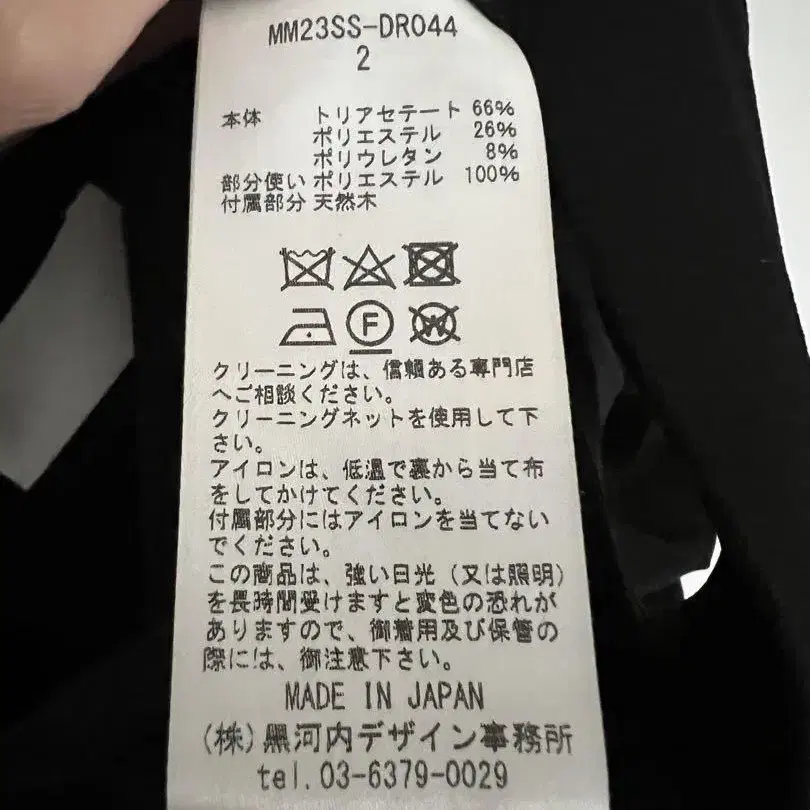 MM23SS-DR044
2
本体 トリアセテート 66%
ポリエステル 26%
ポリウレタン 8%
部分使い ポリエステル 100%
付属部分 天然木
F W
クリーニングは、信頼ある専門店
へご相談ください。
クリーニングネットを使用して下
さい。
アイロンは、低温で裏から当て布
をしてかけてください。
付属部分にはアイロンを当てない
でください。
この商品は、強い日光（又は照明）
を長時間受けますと変色の恐れが
ありますので、御着用及び保管の
際には、御注意下さい。
MADE IN JAPAN
(株)黒河内デザイン事務所
tel.03-6379-0029